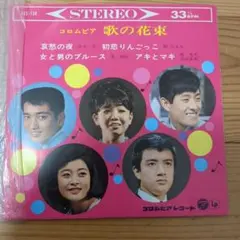 STEREO
33 RPM
コロムビア 歌の花束
哀愁の夜 初恋りんごっこ
女と男のブルース アキとマキ
コロムビアレコード